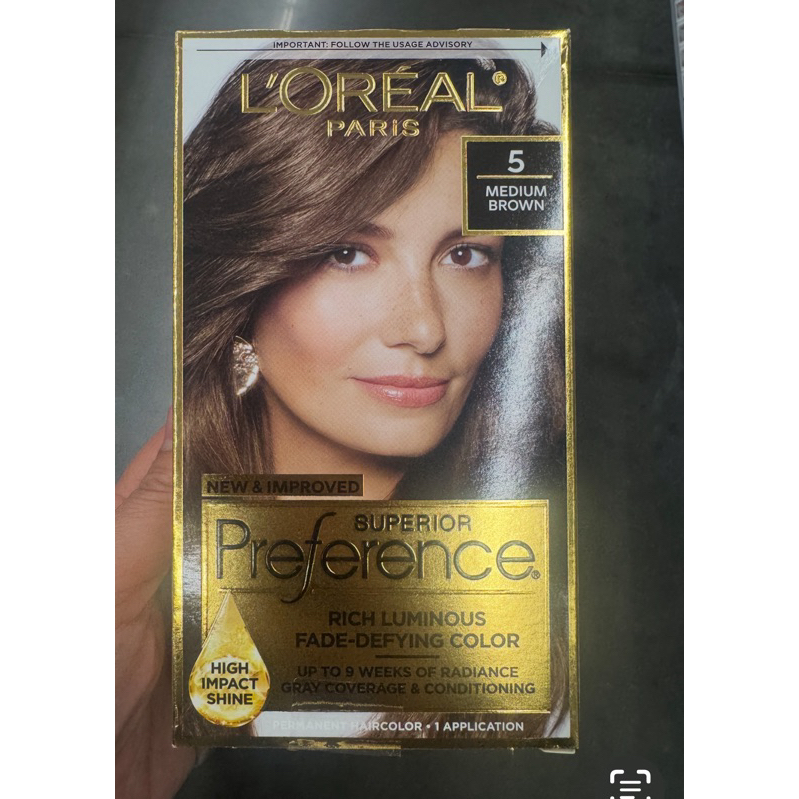 IMPORTANT: FOLLOW THE USAGE ADVISORY
L'ORÉAL®
PARIS
5
MEDIUM
BROWN
NEW & IMPROVED
SUPERIOR
Preference®
RICH LUMINOUS
FADE-DEFYING COLOR
UP TO 9 WEEKS OF RADIANCE
GRAY COVERAGE & CONDITIONING
HIGH
IMPACT
SHINE
PERMANENT HAIRCOLOR • 1 APPLICATION